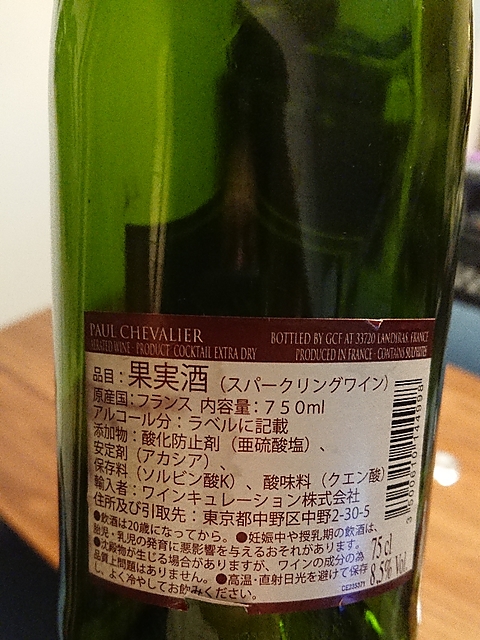 PAUL CHEVALIER
AERATED WINE - PRODUCT COCKTAIL EXTRA DRY
BOTTLED BY GCF AT 33720 LANDIRAS, FRANCE
PRODUCED IN FRANCE - CONTAINS SULPHITES
品目：果実酒（スパークリングワイン）
原産国：フランス 内容量：７５０ml
アルコール分：ラベルに記載
添加物：酸化防止剤（亜硫酸塩）、
安定剤（アカシア）、
保存料（ソルビン酸K）、酸味料（クエン酸）
輸入者：ワインキュレーション株式会社
住所及び引取先：東京都中野区中野2-30-5
●飲酒は20歳になってから。●妊娠中や授乳期の飲酒は、
胎児・乳児の発育に悪影響を与えるおそれがあります。
●沈殿物が生じる場合がありますが、ワインの成分の為
品質上問題はありません。●高温・直射日光を避けて保存
し、よく冷やしてお飲みください。
75 cl
8,5% Vol.